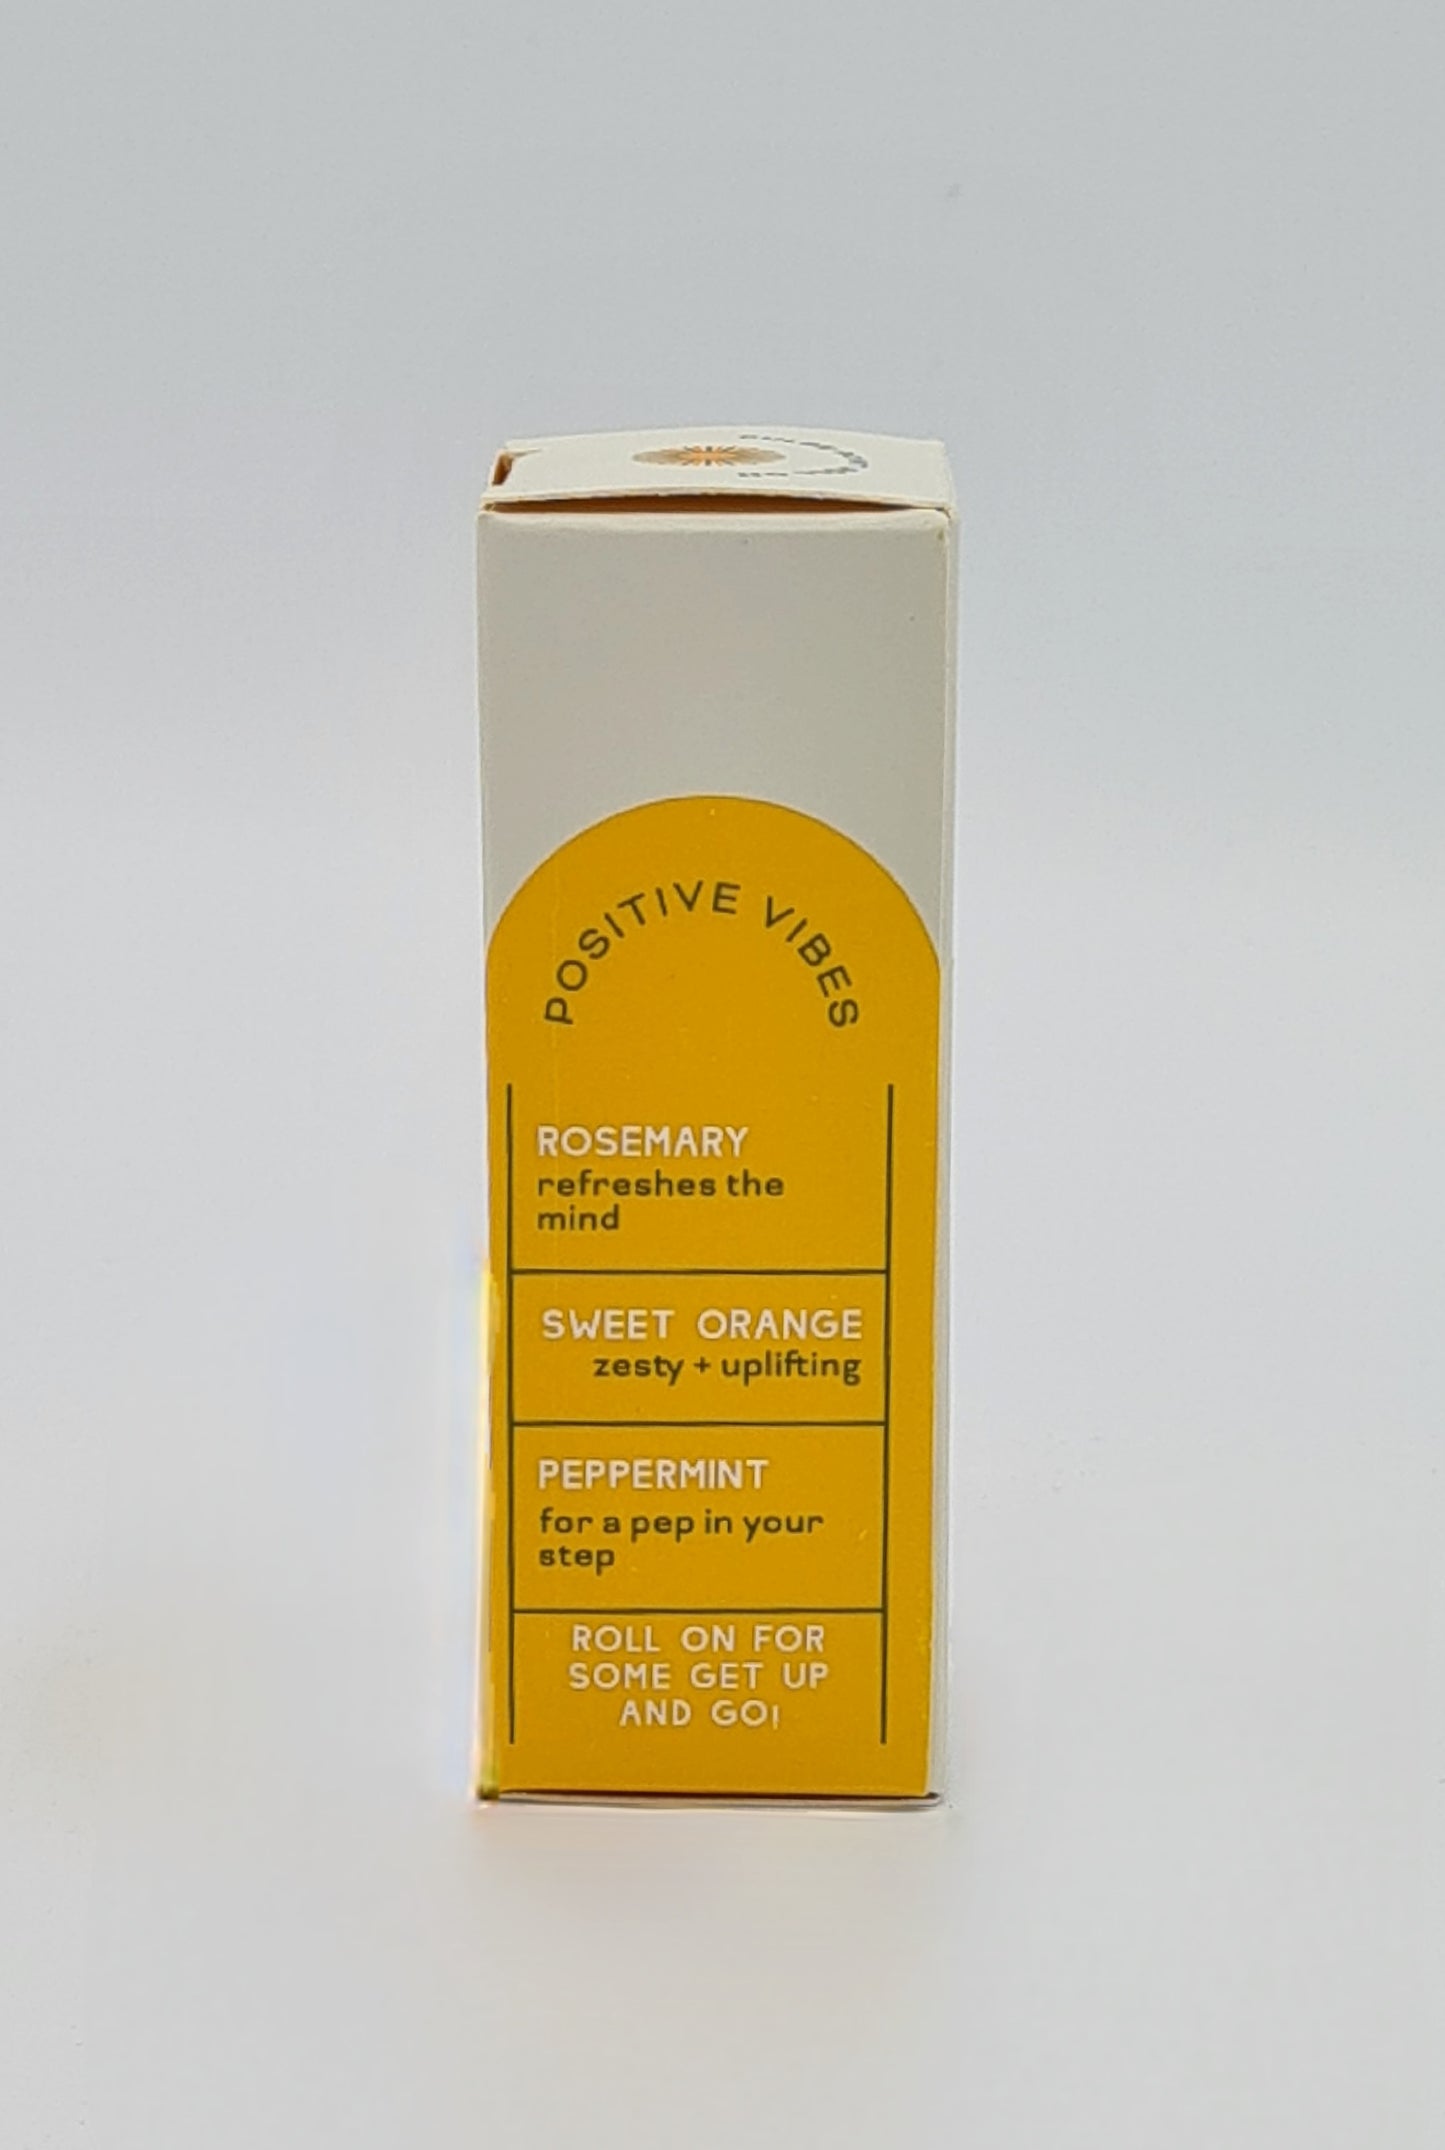 POSITIVE VIBES
ROSEMARY
refreshes the
mind
SWEET ORANGE
zesty + uplifting
PEPPERMINT
for a pep in your
step
ROLL ON FOR
SOME GET UP
AND GO!